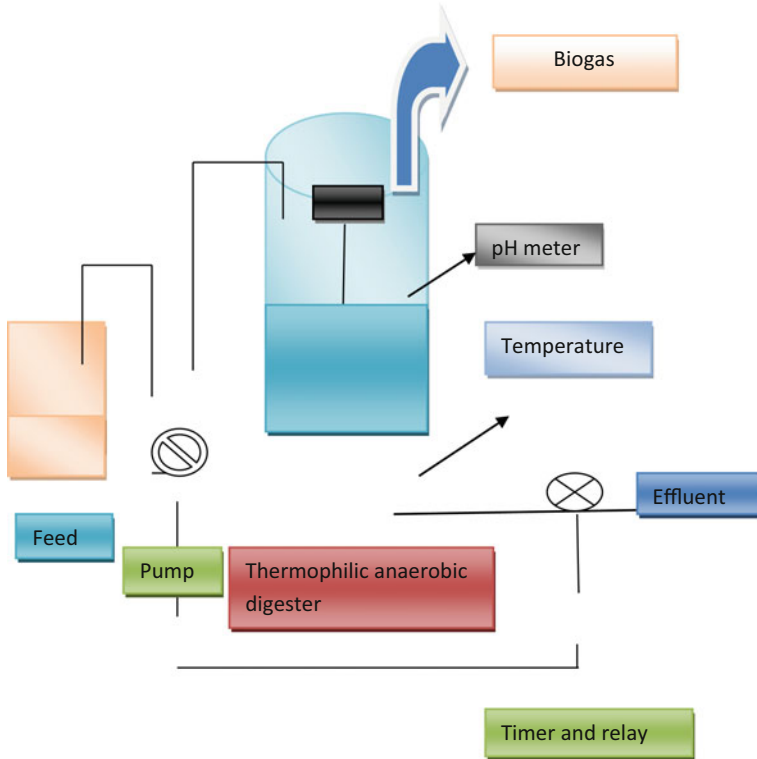 Biogas
pH meter
Temperature
Effluent
Feed
Pump
Thermophilic anaerobic
digester
Timer and relay